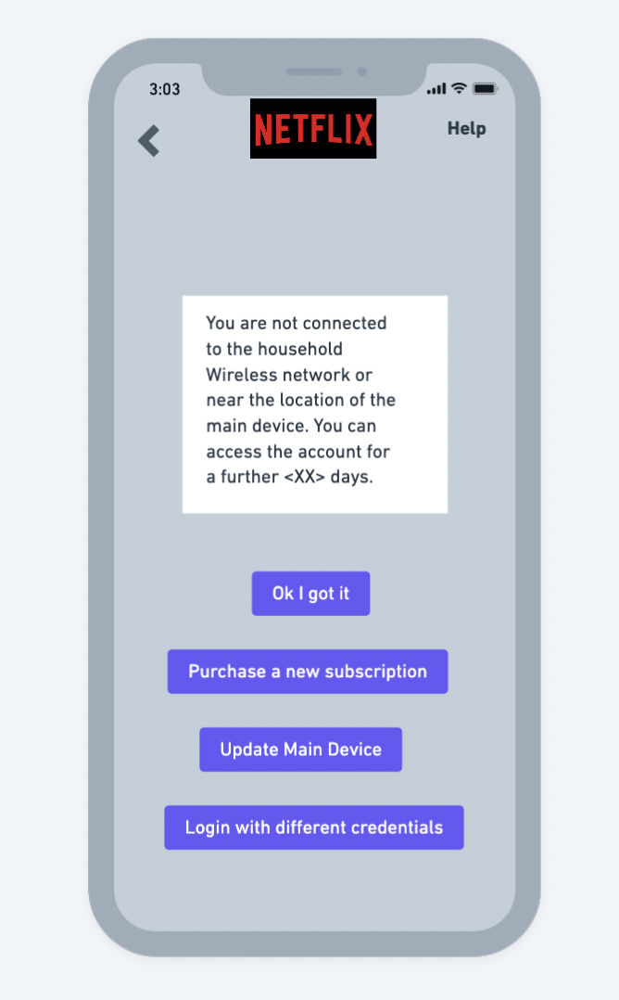 3:03
NETFLIX
Help
You are not connected
to the household
Wireless network or
near the location of the
main device. You can
access the account for
a further <XX> days.
Ok I got it
Purchase a new subscription
Update Main Device
Login with different credentials